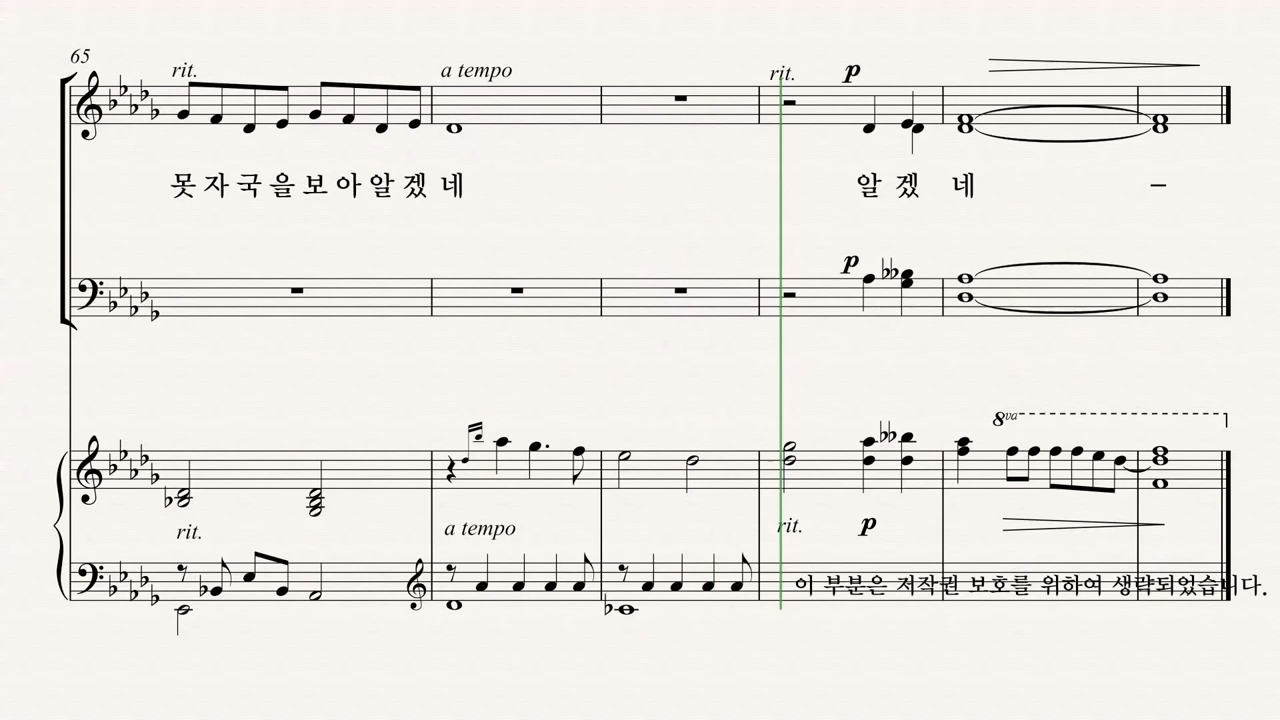 65
rit.
a tempo
rit.
p
못 자 국 을 보 아 알 겠 네
알 겠 네 –
p
8va
rit.
a tempo
rit.
p
이 부분은 저작권 보호를 위하여 생략되었습니다.